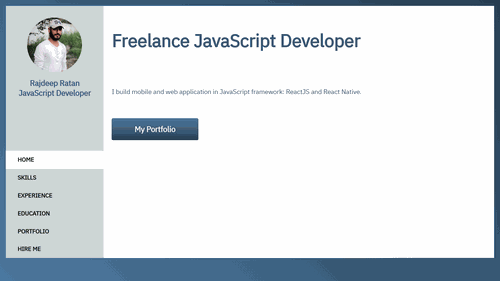 Rajdeep Ratan
JavaScript Developer
HOME
SKILLS
EXPERIENCE
EDUCATION
PORTFOLIO
HIRE ME
Freelance JavaScript Developer
I build mobile and web application in JavaScript framework: ReactJS and React Native.
My Portfolio